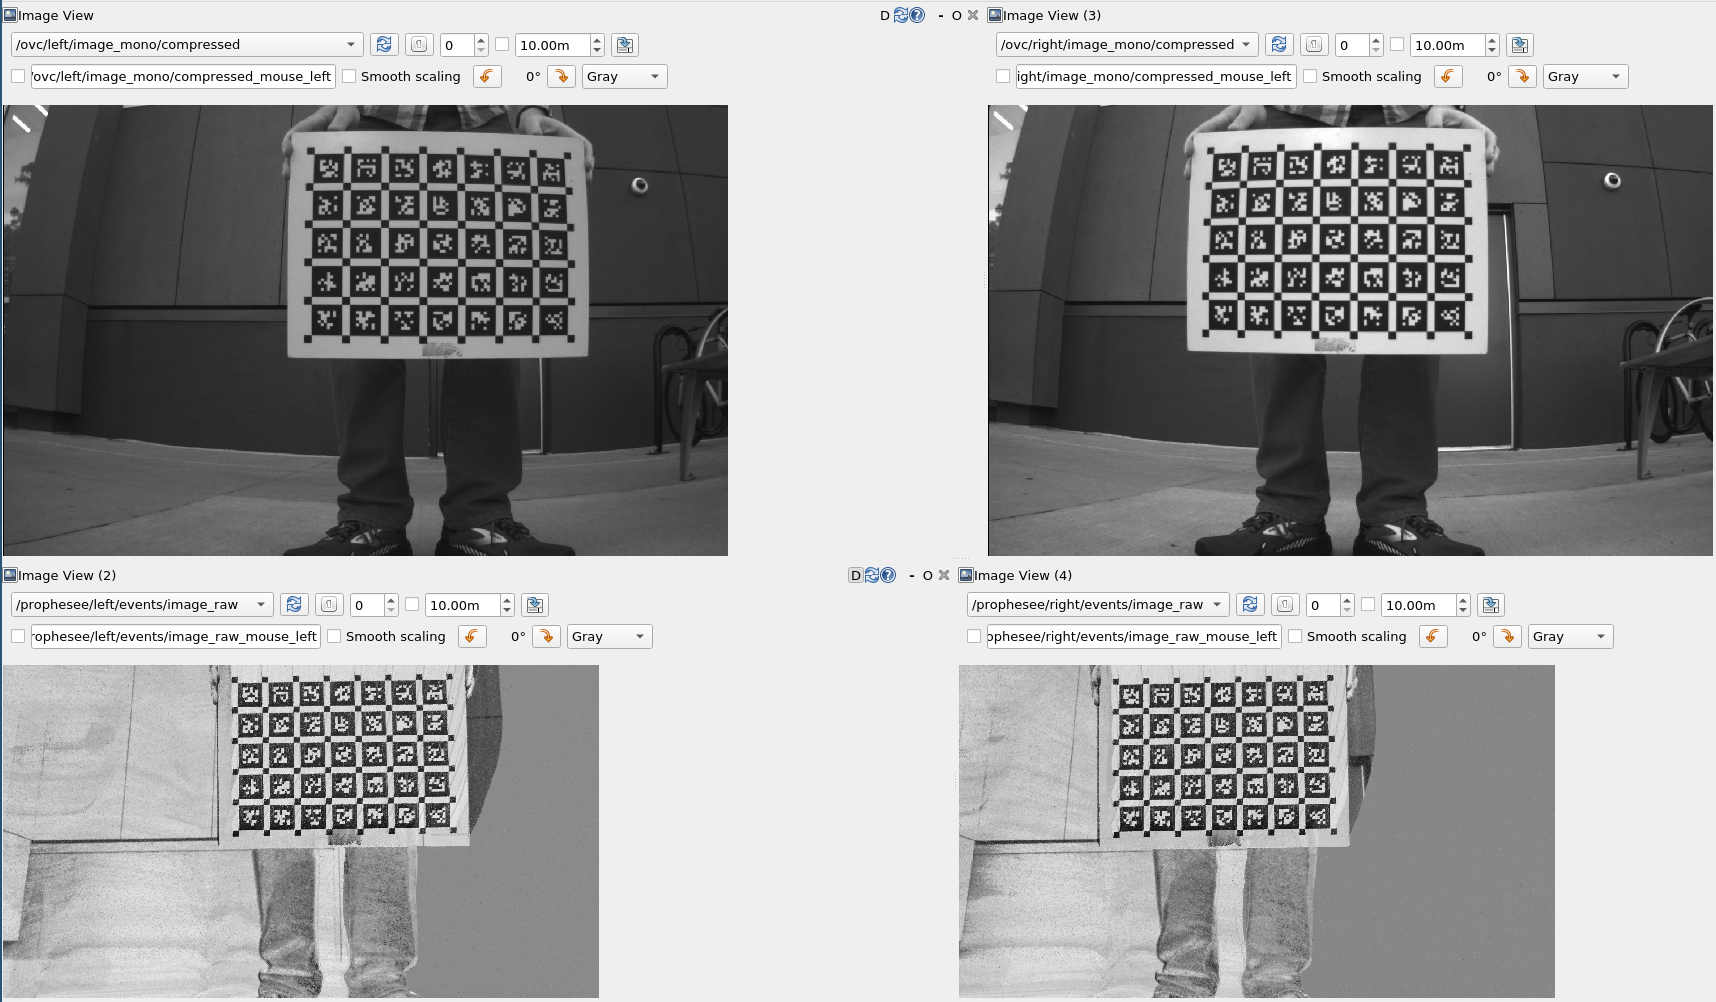 Image View
D - O
Image View (3)
/ovc/left/image_mono/compressed
0
10.00m
/ovc/right/image_mono/compressed
0
10.00m
/ovc/left/image_mono/compressed_mouse_left
Smooth scaling
0°
Gray
ight/image_mono/compressed_mouse_left
Smooth scaling
0°
Gray
Image View (2)
D - O
Image View (4)
/prophesee/left/events/image_raw
0
10.00m
/prophesee/right/events/image_raw
0
10.00m
rophesee/left/events/image_raw_mouse_left
Smooth scaling
0°
Gray
ophesee/right/events/image_raw_mouse_left
Smooth scaling
0°
Gray